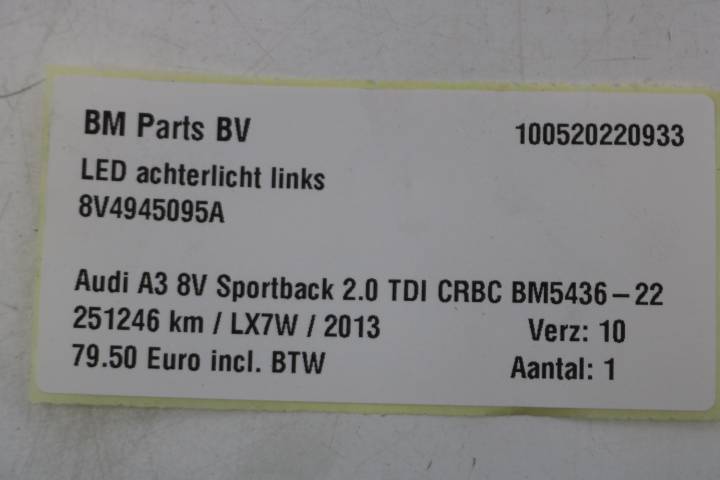 BM Parts BV 100520220933
LED achterlicht links
8V4945095A
Audi A3 8V Sportback 2.0 TDI CRBC BM5436-22
251246 km / LX7W / 2013 Verz: 10
79.50 Euro incl. BTW Aantal: 1